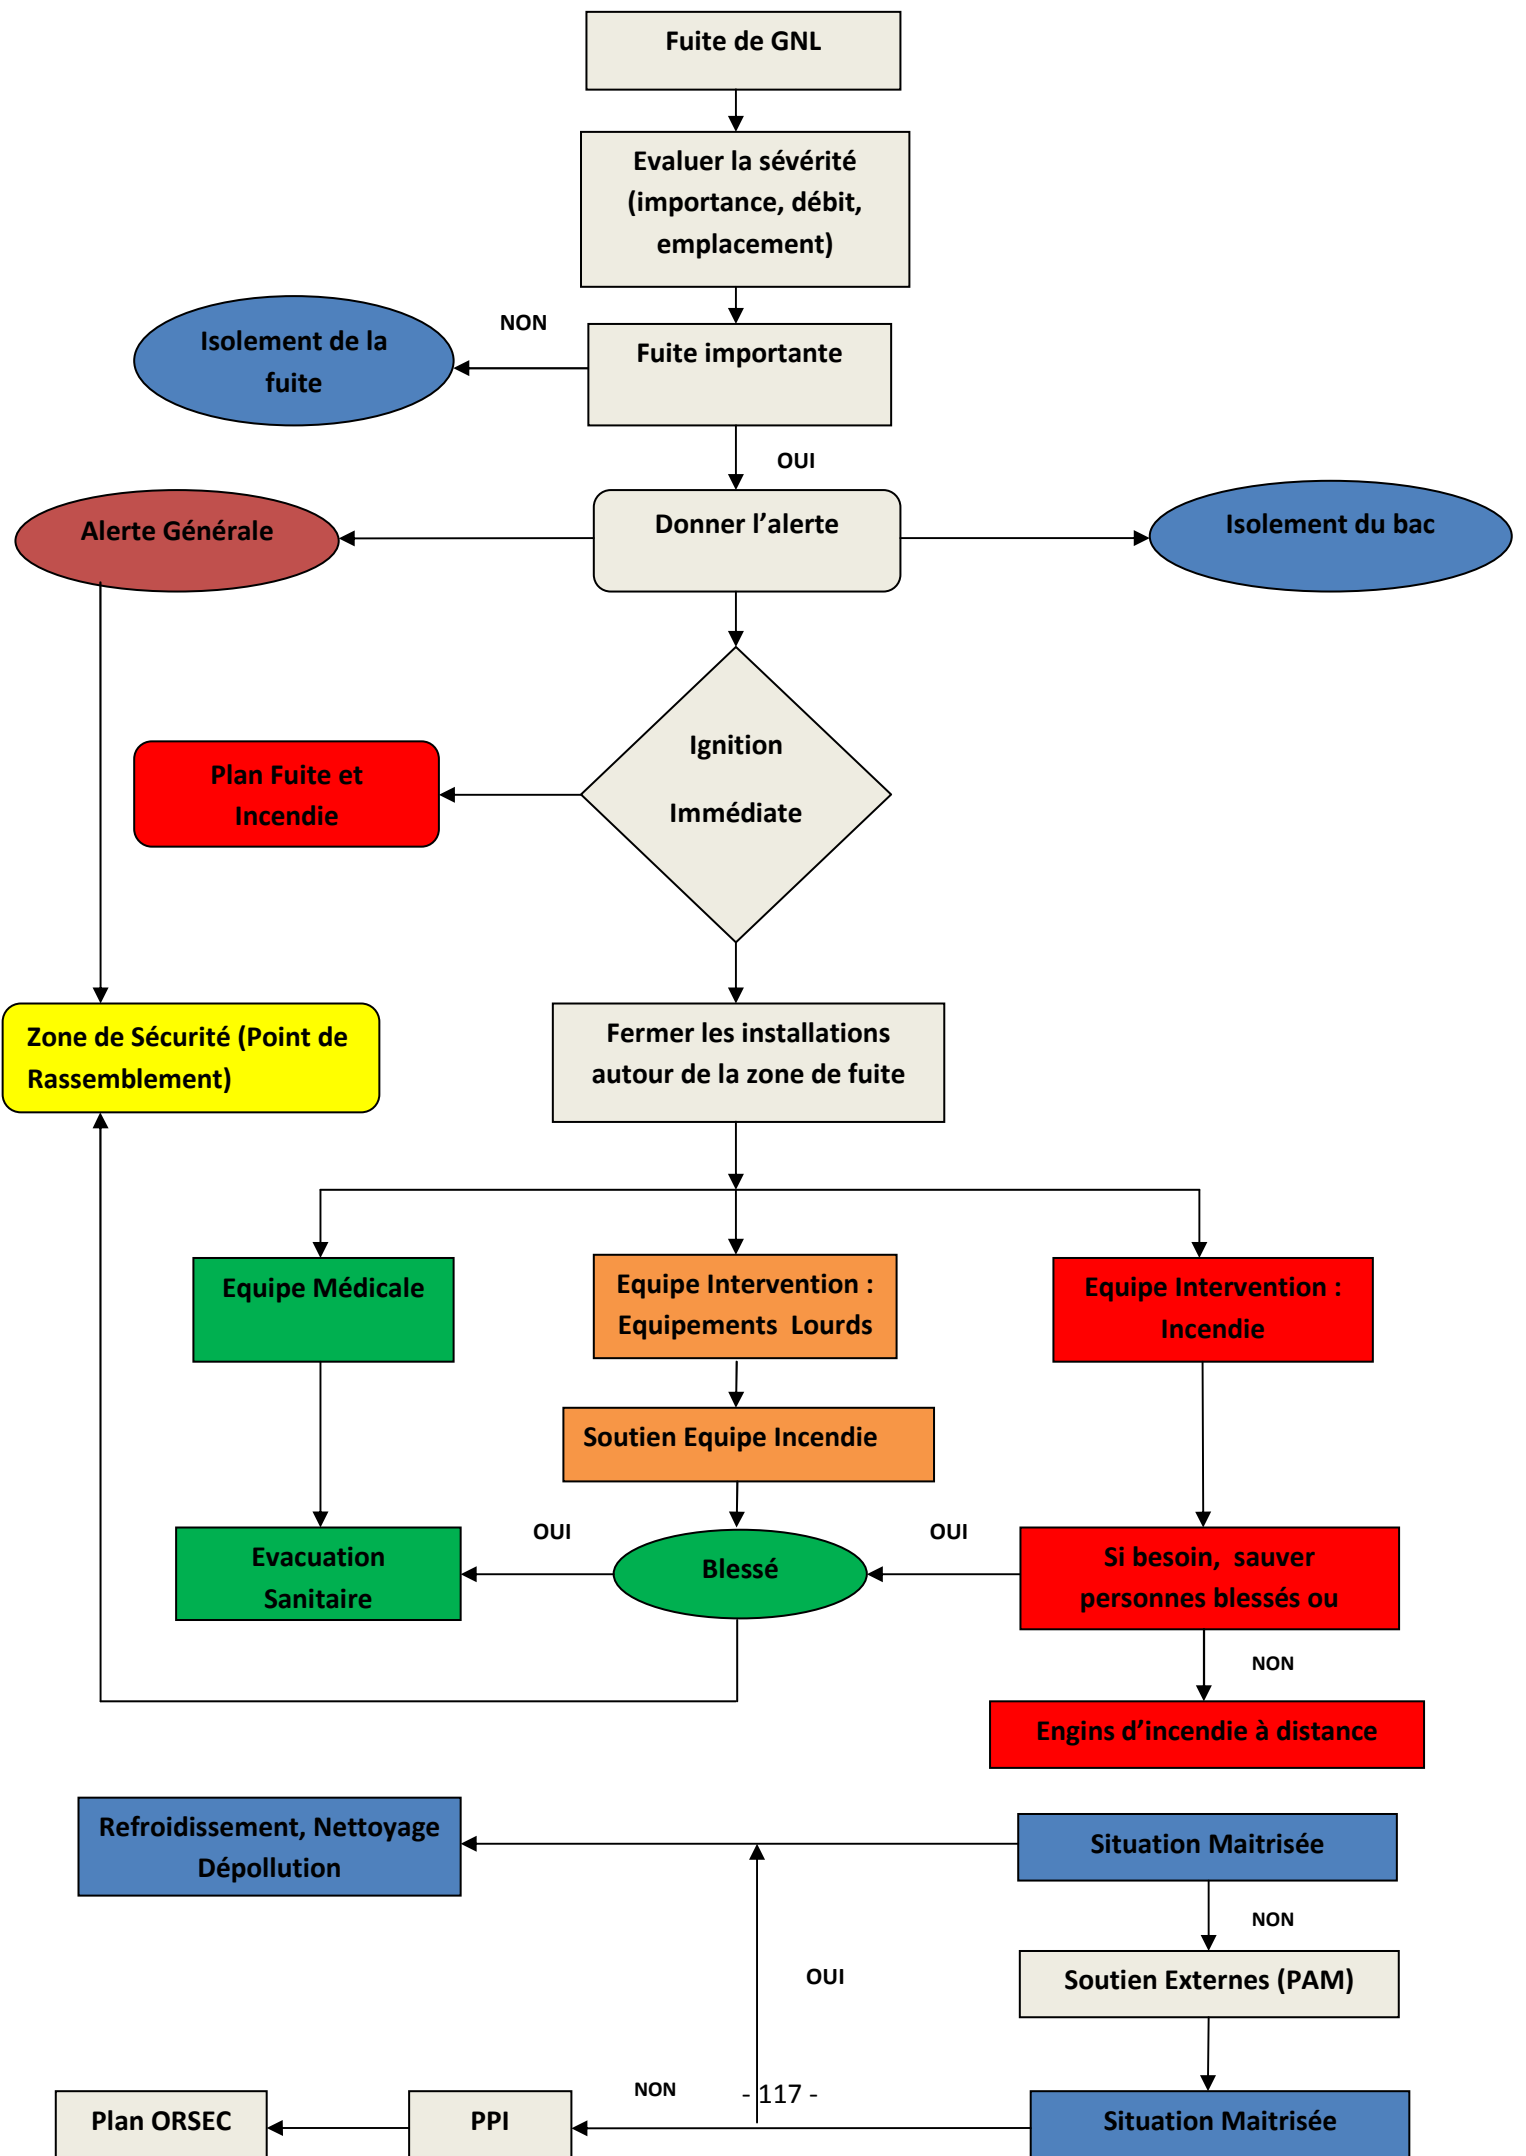 Fuite de GNL
Evaluer la sévérité
(importance, débit,
emplacement)
NON
Isolement de la
fuite
Fuite importante
OUI
Alerte Générale
Donner l’alerte
Isolement du bac
Ignition
Immédiate
Plan Fuite et
Incendie
Zone de Sécurité (Point de
Rassemblement)
Fermer les installations
autour de la zone de fuite
Equipe Médicale
Equipe Intervention :
Equipements  Lourds
Equipe Intervention :
Incendie
Soutien Equipe Incendie
OUI
OUI
Evacuation
Sanitaire
Blessé
Si besoin,  sauver
personnes blessés ou
NON
Engins d’incendie à distance
Refroidissement, Nettoyage
Dépollution
Situation Maitrisée
NON
OUI
Soutien Externes (PAM)
NON
- 117 -
Plan ORSEC
PPI
Situation Maitrisée